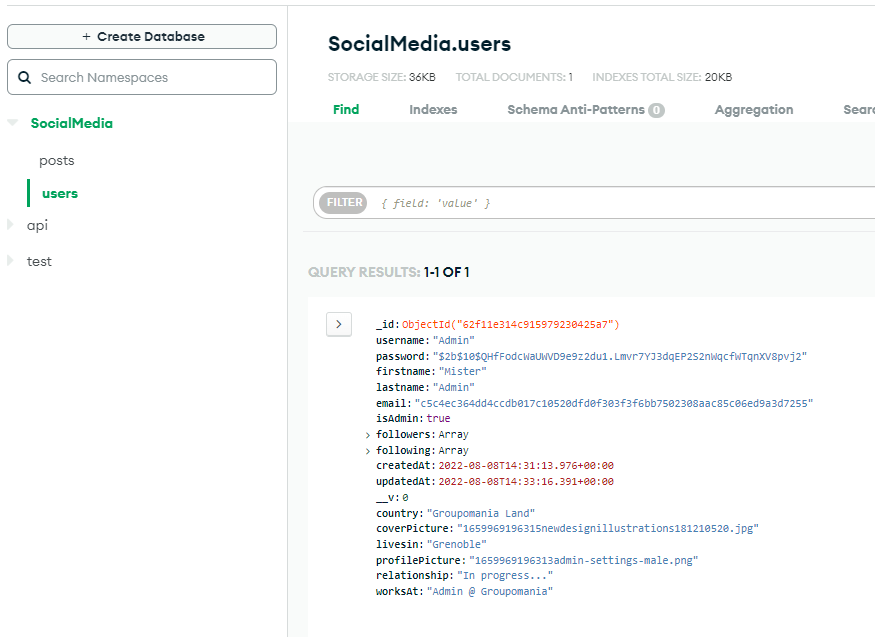 + Create Database
Search Namespaces
SocialMedia
posts
users
api
test
SocialMedia.users
STORAGE SIZE: 36KB TOTAL DOCUMENTS: 1 INDEXES TOTAL SIZE: 20KB
Find Indexes Schema Anti-Patterns 0 Aggregation Searc
FILTER { field: 'value' }
QUERY RESULTS: 1-1 OF 1
_id: ObjectId("62f11e314c915979230425a7")
username: "Admin"
password: "$2b$10$QHfFodcWaUWVD9e9z2du1.Lmvr7YJ3dqEP2S2nWqcfWTqnXV8pvj2"
firstname: "Mister"
lastname: "Admin"
email: "c5c4ec364dd4ccdb017c10520dfd0f303f3f6bb7502308aac85c06ed9a3d7255"
isAdmin: true
followers: Array
following: Array
createdAt: 2022-08-08T14:31:13.976+00:00
updatedAt: 2022-08-08T14:33:16.391+00:00
__v: 0
country: "Groupomania Land"
coverPicture: "1659969196315newdesignillustrations181210520.jpg"
livesin: "Grenoble"
profilePicture: "1659969196313admin-settings-male.png"
relationship: "In progress..."
worksAt: "Admin @ Groupomania"